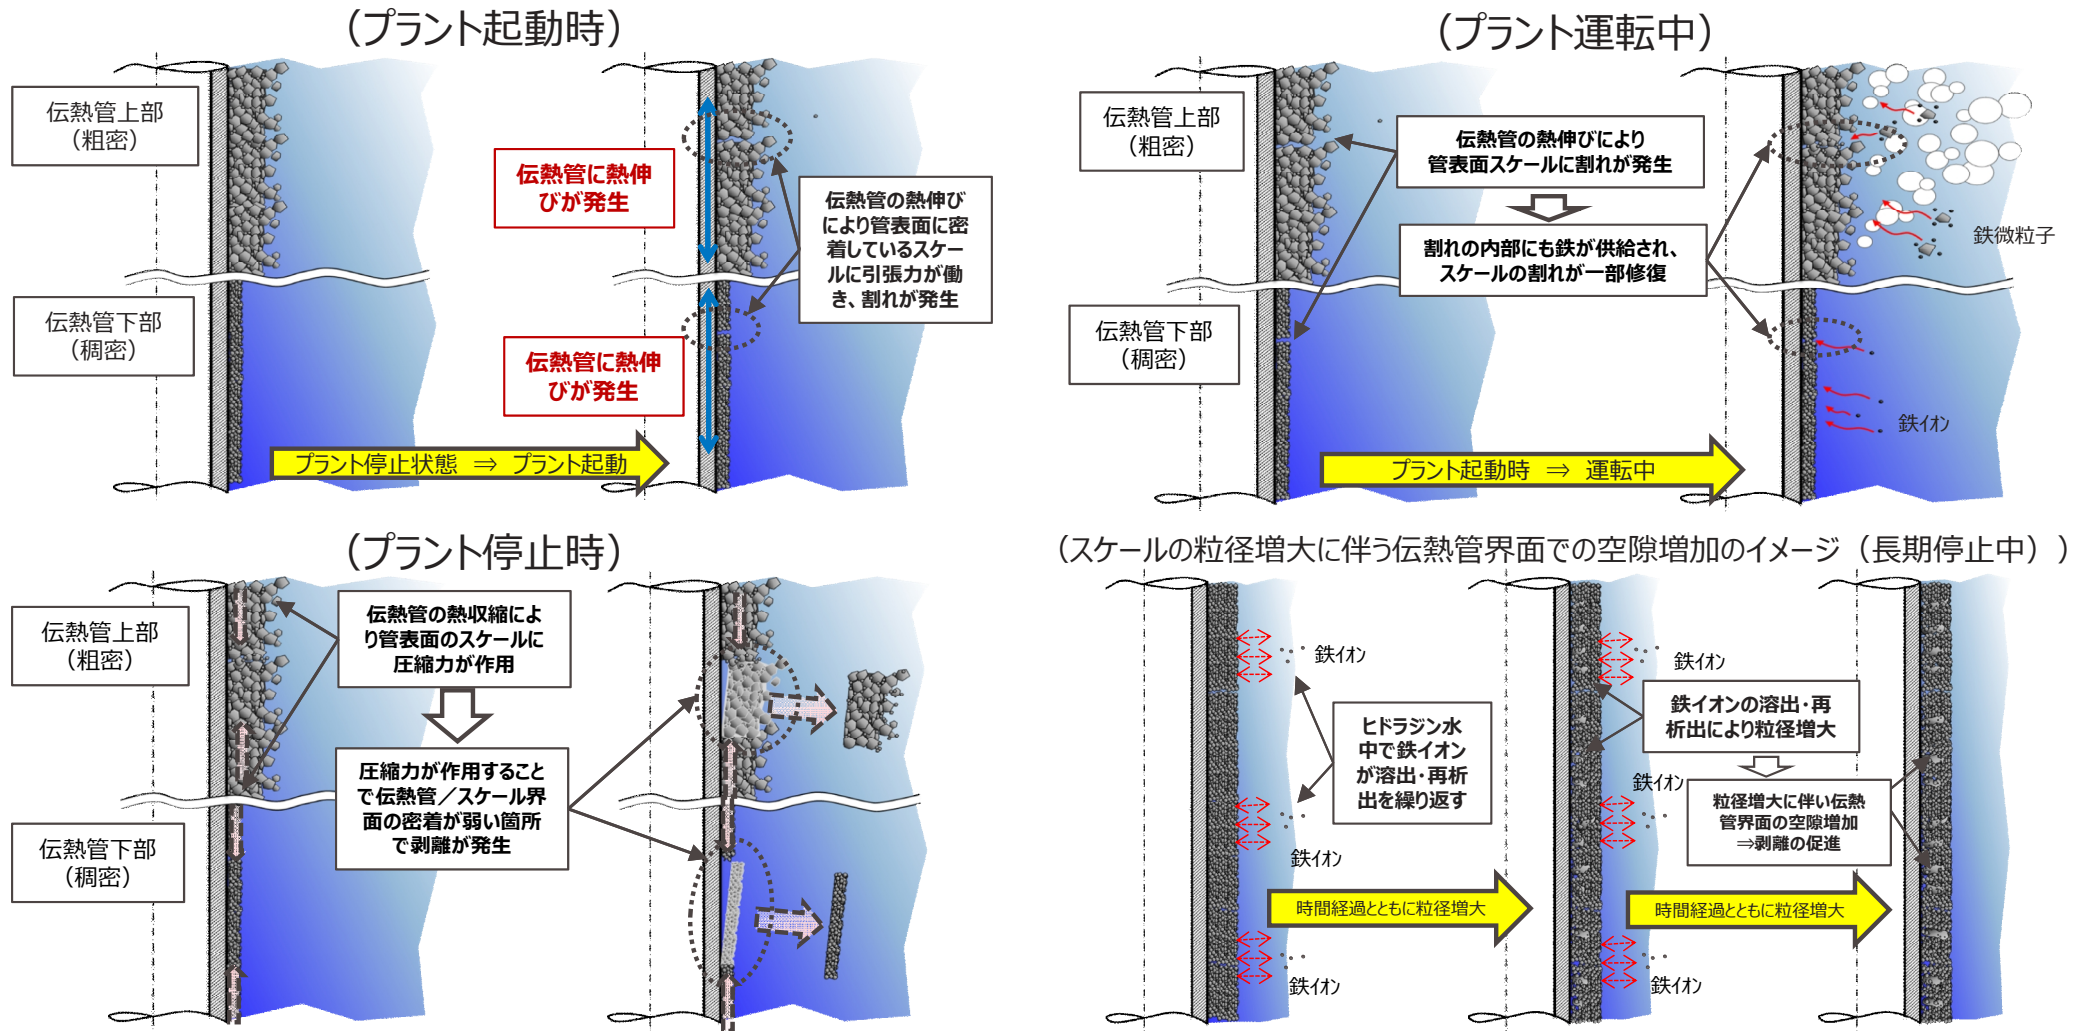 （プラント起動時）
伝熱管上部
（粗密）
伝熱管下部
（稠密）
伝熱管に熱伸
びが発生
伝熱管に熱伸
びが発生
伝熱管の熱伸び
により管表面に密
着しているスケー
ルに引張力が働
き、割れが発生
プラント停止状態 ⇒ プラント起動
（プラント運転中）
伝熱管上部
（粗密）
伝熱管下部
（稠密）
伝熱管の熱伸びにより
管表面スケールに割れが発生
割れの内部にも鉄が供給され、
スケールの割れが一部修復
鉄微粒子
鉄イオン
プラント起動時 ⇒ 運転中
（プラント停止時）
伝熱管上部
（粗密）
伝熱管下部
（稠密）
伝熱管の熱収縮によ
り管表面のスケールに
圧縮力が作用
圧縮力が作用すること
で伝熱管／スケール界
面の密着が弱い箇所
で剥離が発生
（スケールの粒径増大に伴う伝熱管界面での空隙増加のイメージ（長期停止中））
鉄イオン
ヒドラジン水
中で鉄イオン
が溶出・再析
出を繰り返す
鉄イオン
鉄イオン
時間経過とともに粒径増大
鉄イオン
鉄イオンの溶出・再
析出により粒径増大
鉄イオン
粒径増大に伴い伝熱
管界面の空隙増加
⇒剥離の促進
時間経過とともに粒径増大
鉄イオン